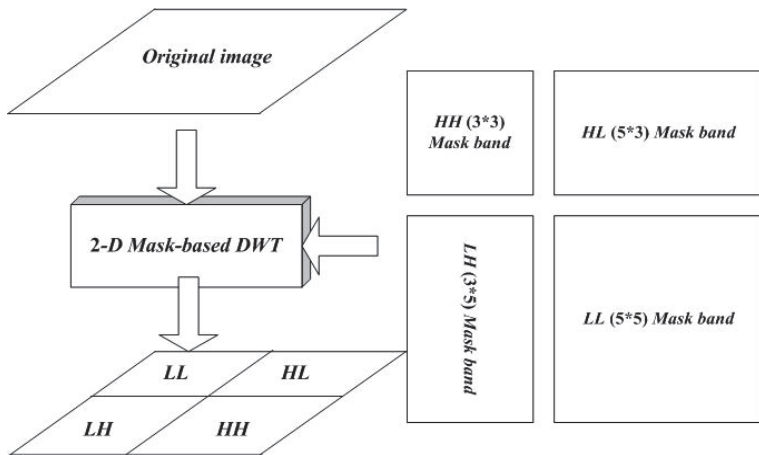 Original image
HH (3*3)
Mask band
HL (5*3) Mask band
2-D Mask-based DWT
LH (3*5) Mask band
LL (5*5) Mask band
LL
HL
LH
HH